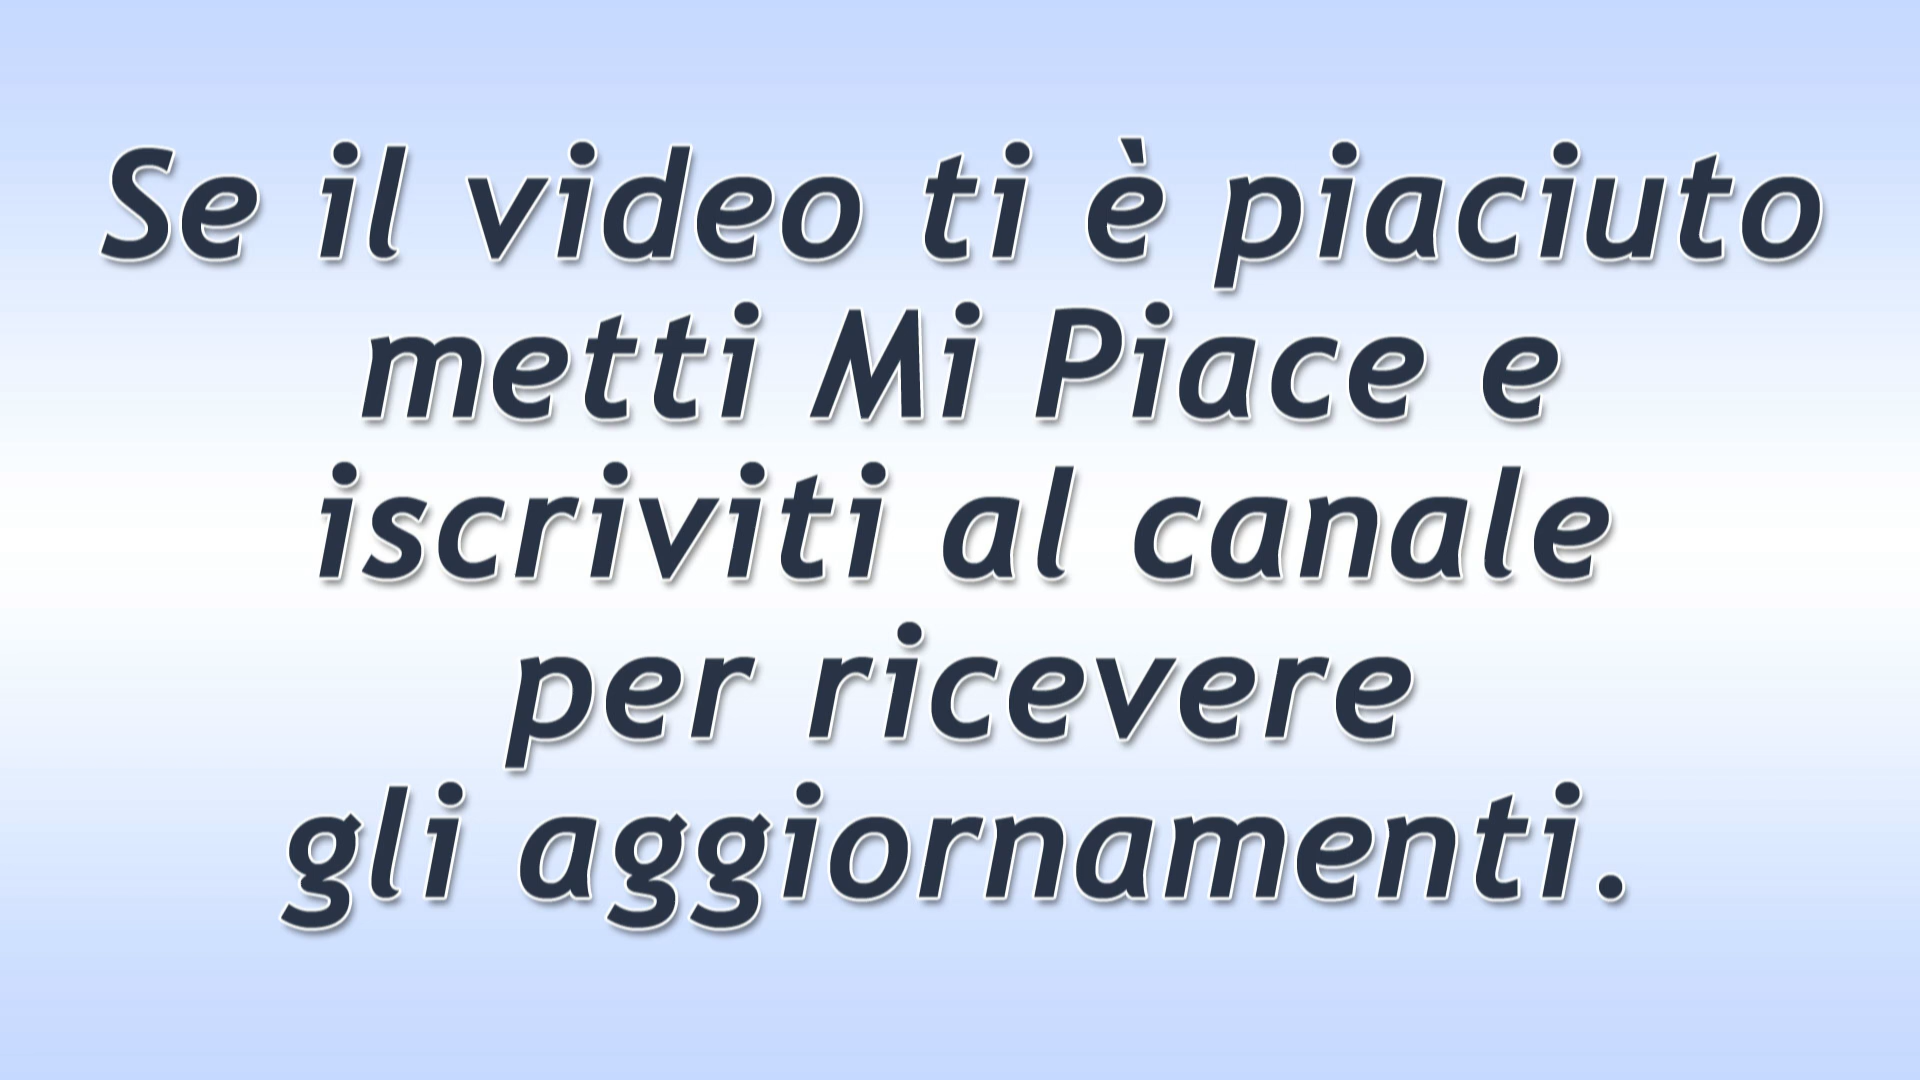 Se il video ti è piaciuto
metti Mi Piace e
iscriviti al canale
per ricevere
gli aggiornamenti.